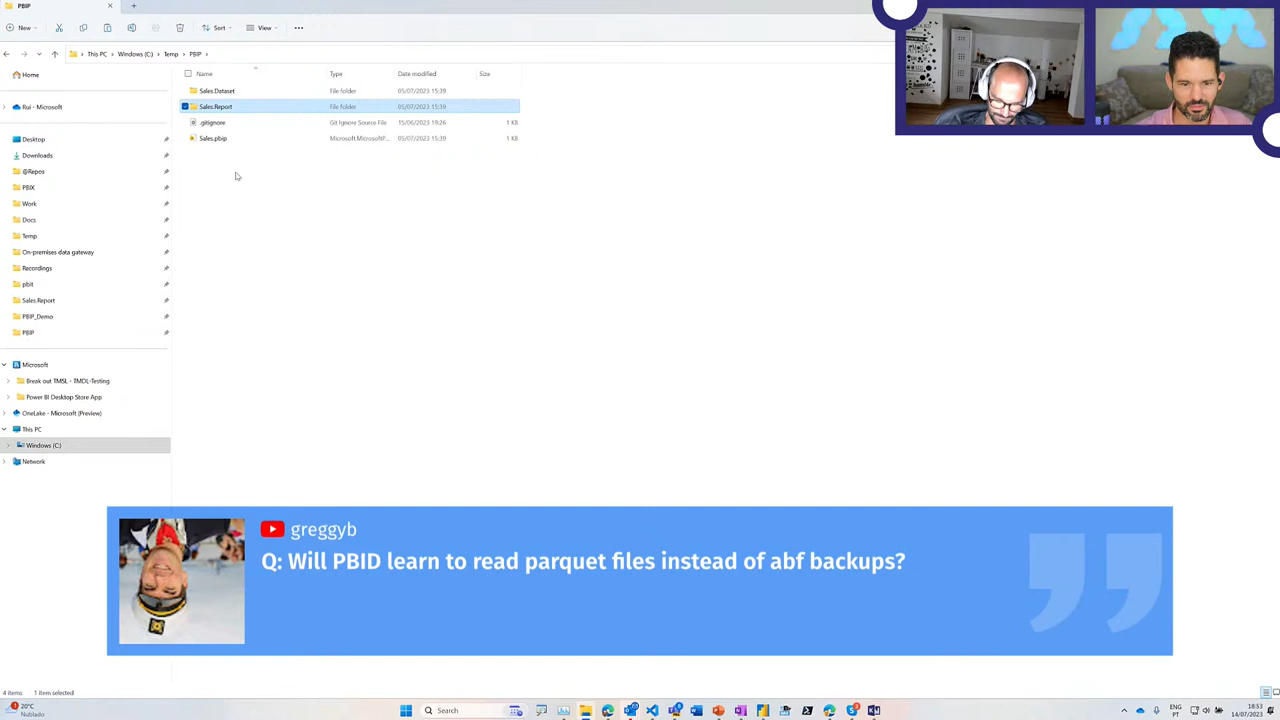 PBIP
New
Sort
View
This PC
Windows (C:)
Temp
PBIP
Name
Type
Date modified
Size
Sales.Dataset
File folder
05/07/2023 15:39
Sales.Report
File folder
05/07/2023 15:39
.gitignore
Git Ignore Source File
15/06/2023 19:26
1 KB
Sales.pbip
Microsoft.MicrosoftP...
05/07/2023 15:39
1 KB
Home
Rui - Microsoft
Desktop
Downloads
@Repos
PBIX
Work
Docs
Temp
On-premises data gateway
Recordings
pbit
Sales.Report
PBIP_Demo
PBIP
Microsoft
Break out TMSL - TMDL-Testing
Power BI Desktop Store App
OneLake - Microsoft (Preview)
This PC
Windows (C:)
Network
greggyb
Q: Will PBID learn to read parquet files instead of abf backups?
4 items
1 item selected
20°C
Nublado
Search
ENG
PT
18:53
14/07/2023